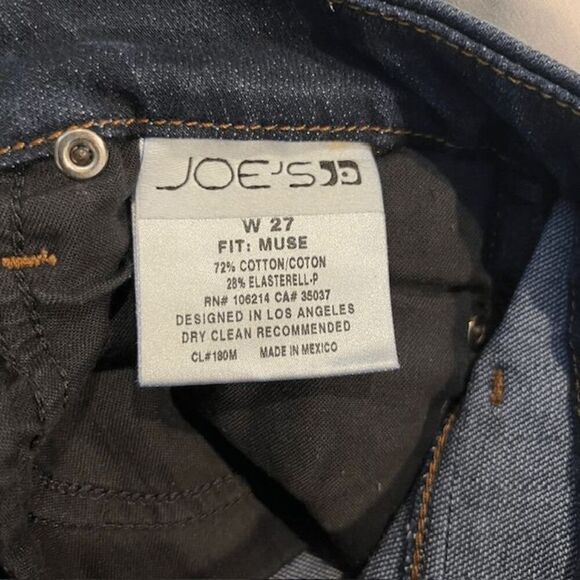 JOE'S
W 27
FIT: MUSE
72% COTTON/COTON
28% ELASTERELL-P
RN# 106214 CA# 35037
DESIGNED IN LOS ANGELES
DRY CLEAN RECOMMENDED
CL#180M MADE IN MEXICO